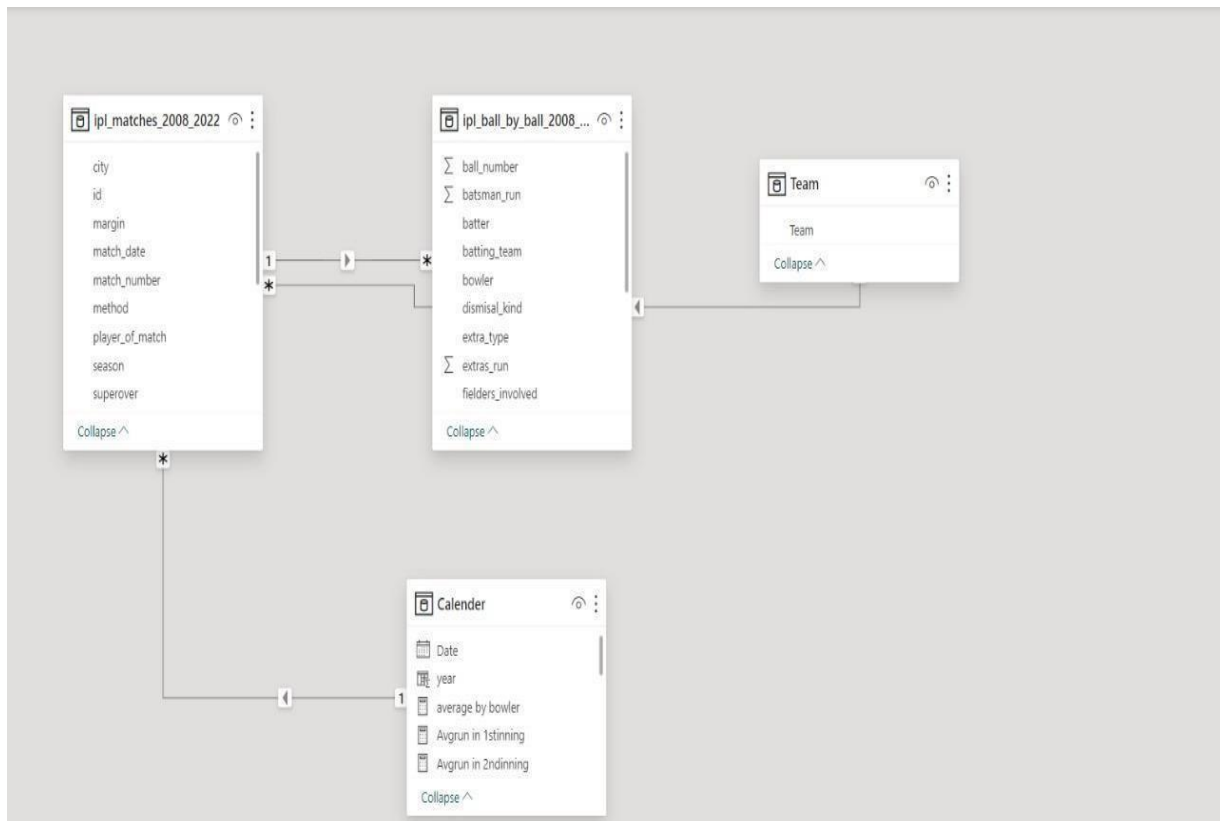 ipl_matches_2008_2022
city
id
margin
match_date
match_number
method
player_of_match
season
superover
Collapse
1
*
*
*
ipl_ball_by_ball_2008_...
Σ ball_number
Σ batsman_run
batter
batting_team
bowler
dismisal_kind
extra_type
Σ extras_run
fielders_involved
Collapse
Team
Team
Collapse
*
1
Calender
Date
year
average by bowler
Avgrun in 1stinning
Avgrun in 2ndinning
Collapse